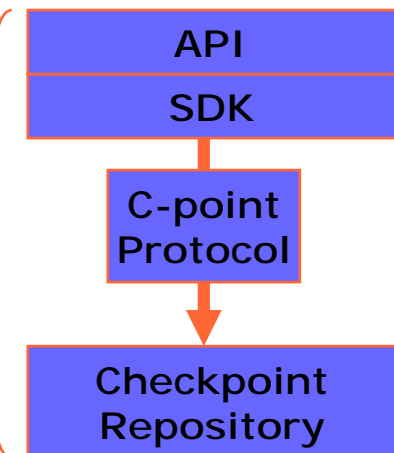 API
SDK
C-point
Protocol
Checkpoint
Repository